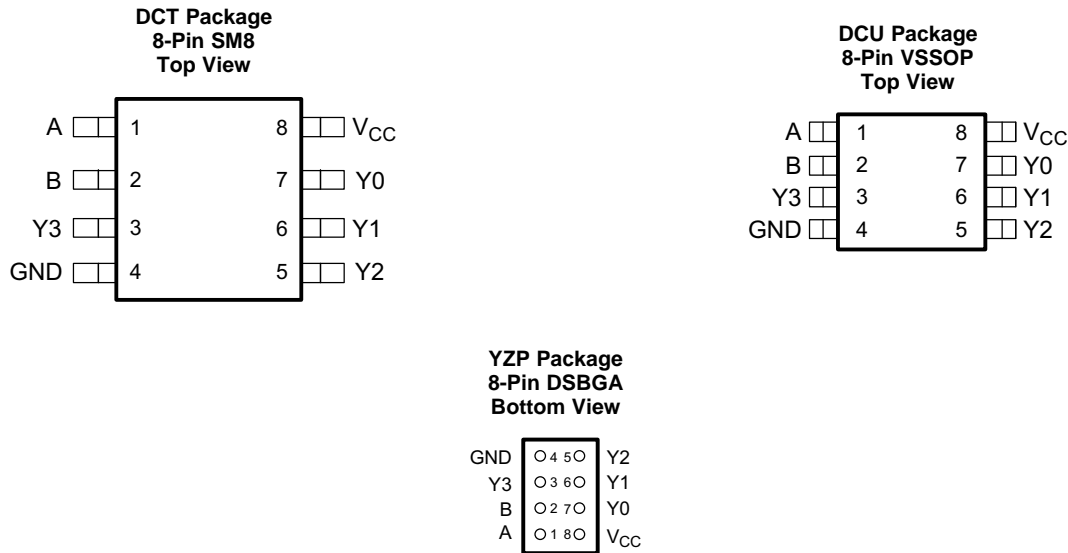 DCT Package
8-Pin SM8
Top View
A 1 8 VCC
B 2 7 Y0
Y3 3 6 Y1
GND 4 5 Y2
DCU Package
8-Pin VSSOP
Top View
A 1 8 VCC
B 2 7 Y0
Y3 3 6 Y1
GND 4 5 Y2
YZP Package
8-Pin DSBGA
Bottom View
GND 4 5 Y2
Y3 3 6 Y1
B 2 7 Y0
A 1 8 VCC